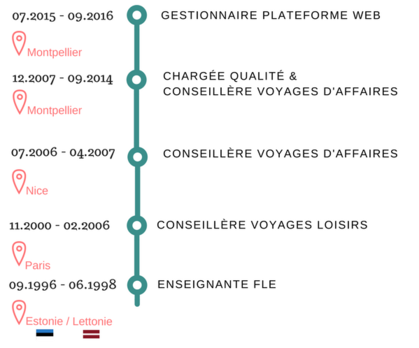 07.2015 - 09.2016 GESTIONNAIRE PLATEFORME WEB
Montpellier
12.2007 - 09.2014 CHARGÉE QUALITÉ &
CONSEILLÈRE VOYAGES D'AFFAIRES
Montpellier
07.2006 - 04.2007 CONSEILLÈRE VOYAGES D'AFFAIRES
Nice
11.2000 - 02.2006 CONSEILLÈRE VOYAGES LOISIRS
Paris
09.1996 - 06.1998 ENSEIGNANTE FLE
Estonie / Lettonie